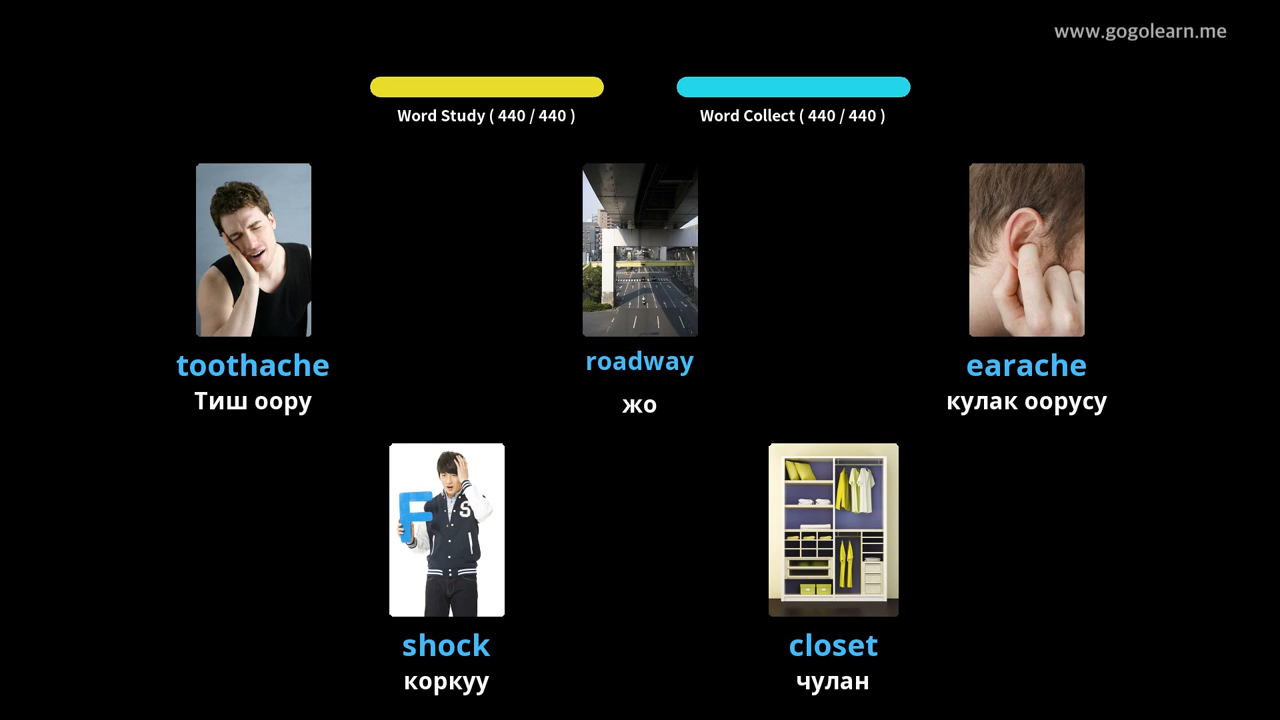 www.gogolearn.me
Word Study ( 440 / 440 )
Word Collect ( 440 / 440 )
toothache
Тиш оору
roadway
жо
earache
кулак оорусу
F
S
shock
коркуу
closet
чулан